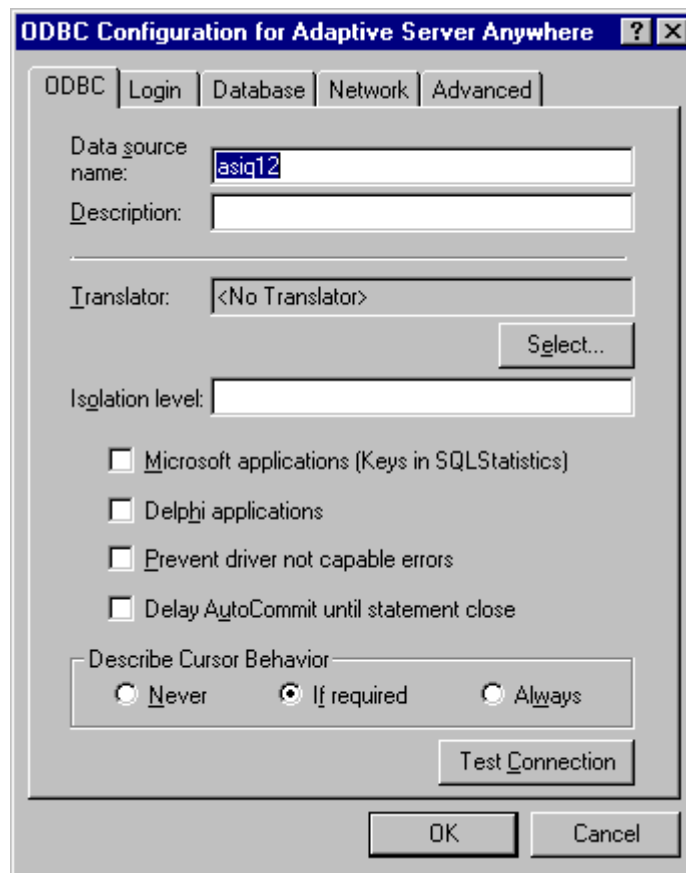 ODBC Configuration for Adaptive Server Anywhere
ODBC Login Database Network Advanced
Data source
name:
asiq12
Description:
Translator: <No Translator>
Select...
Isolation level:
Microsoft applications (Keys in SQLStatistics)
Delphi applications
Prevent driver not capable errors
Delay AutoCommit until statement close
Describe Cursor Behavior
Never If required Always
Test Connection
OK Cancel